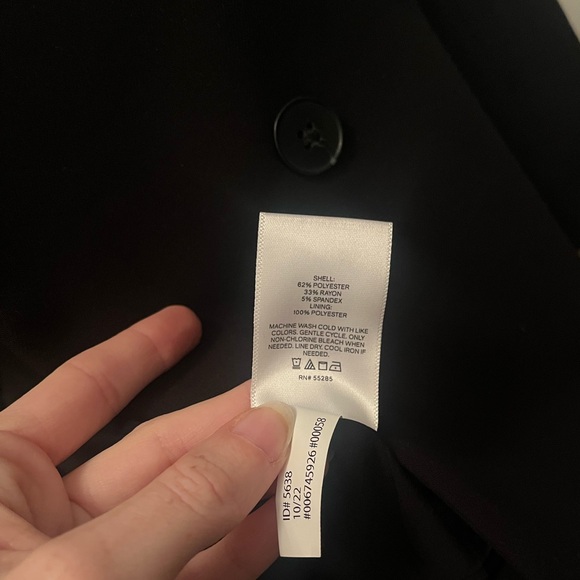 SHELL:
62% POLYESTER
33% RAYON
5% SPANDEX
LINING:
100% POLYESTER
MACHINE WASH COLD WITH LIKE
COLORS. GENTLE CYCLE. ONLY
NON-CHLORINE BLEACH WHEN
NEEDED. LINE DRY. COOL IRON IF
NEEDED.
RN# 55285
ID# 5638
10/22
#006745926 #00058